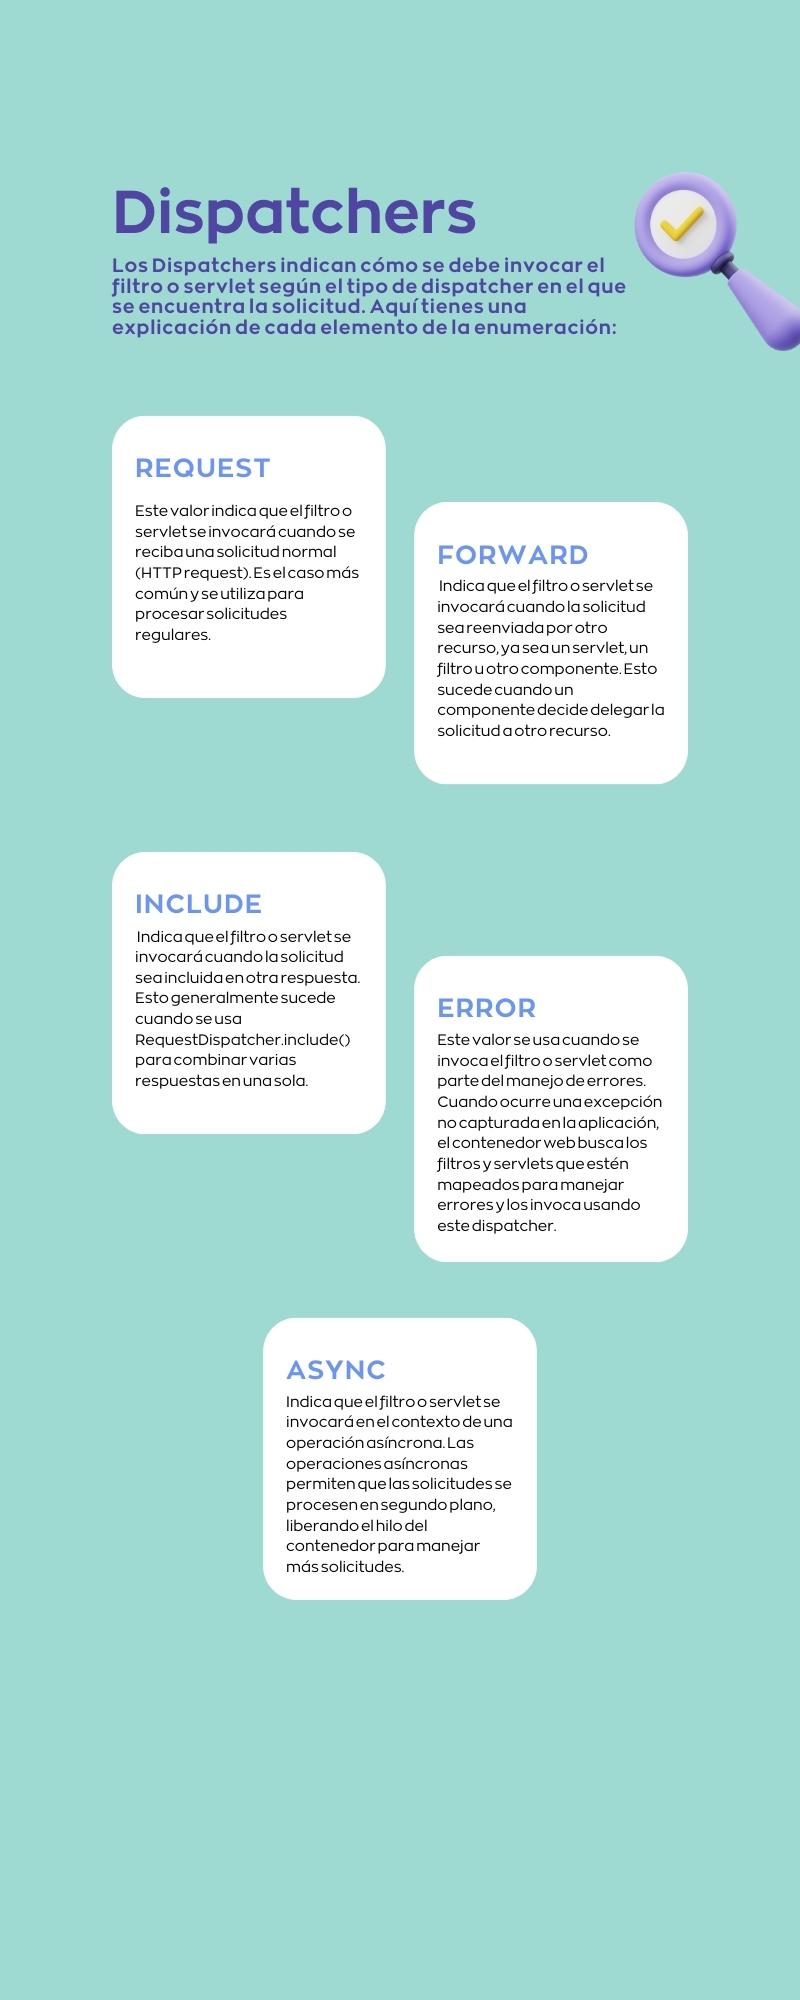 Dispatchers
Los Dispatchers indican cómo se debe invocar el
filtro o servlet según el tipo de dispatcher en el que
se encuentra la solicitud. Aquí tienes una
explicación de cada elemento de la enumeración:
REQUEST
Este valor indica que el filtro o
servlet se invocará cuando se
reciba una solicitud normal
(HTTP request). Es el caso más
común y se utiliza para
procesar solicitudes
regulares.
FORWARD
Indica que el filtro o servlet se
invocará cuando la solicitud
sea reenviada por otro
recurso, ya sea un servlet, un
filtro u otro componente. Esto
sucede cuando un
componente decide delegar la
solicitud a otro recurso.
INCLUDE
Indica que el filtro o servlet se
invocará cuando la solicitud
sea incluida en otra respuesta.
Esto generalmente sucede
cuando se usa
RequestDispatcher.include()
para combinar varias
respuestas en una sola.
ERROR
Este valor se usa cuando se
invoca el filtro o servlet como
parte del manejo de errores.
Cuando ocurre una excepción
no capturada en la aplicación,
el contenedor web busca los
filtros y servlets que estén
mapeados para manejar
errores y los invoca usando
este dispatcher.
ASYNC
Indica que el filtro o servlet se
invocará en el contexto de una
operación asíncrona. Las
operaciones asíncronas
permiten que las solicitudes se
procesen en segundo plano,
liberando el hilo del
contenedor para manejar
más solicitudes.